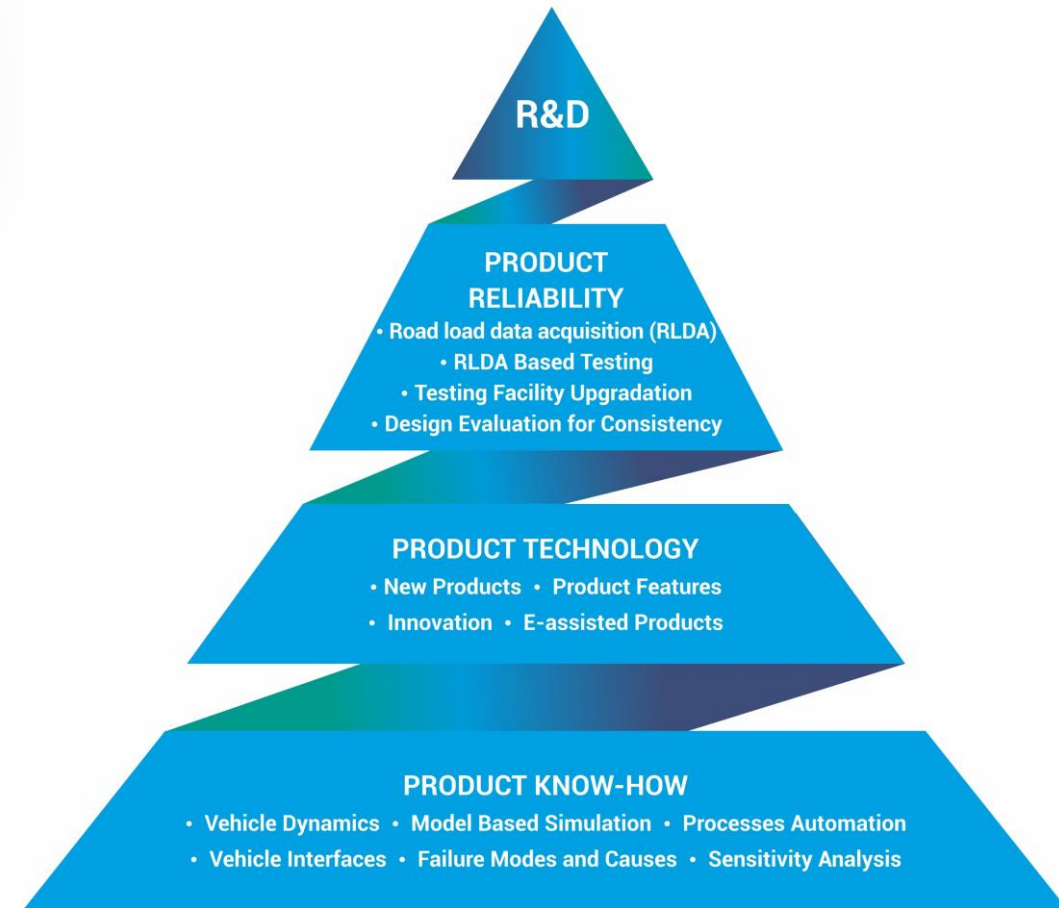 R&D
PRODUCT
RELIABILITY
• Road load data acquisition (RLDA)
• RLDA Based Testing
• Testing Facility Upgradation
• Design Evaluation for Consistency
PRODUCT TECHNOLOGY
• New Products • Product Features
• Innovation • E-assisted Products
PRODUCT KNOW-HOW
• Vehicle Dynamics • Model Based Simulation • Processes Automation
• Vehicle Interfaces • Failure Modes and Causes • Sensitivity Analysis